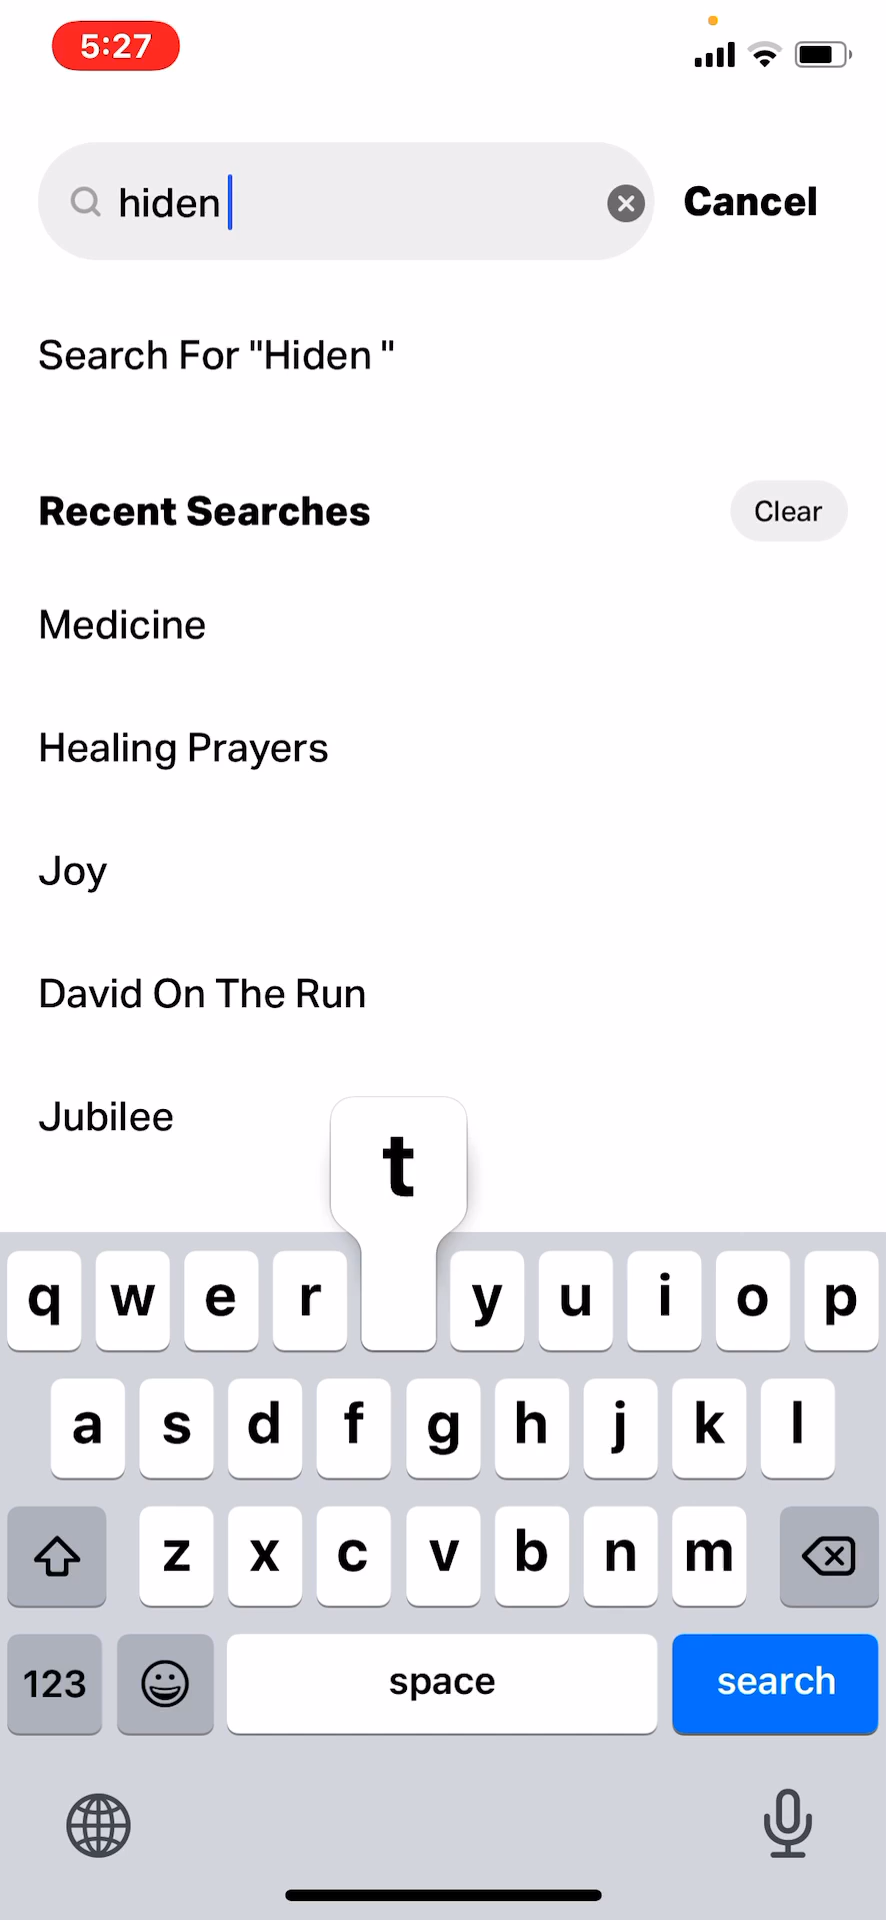 5:27
hiden
Cancel
Search For "Hiden "
Recent Searches
Clear
Medicine
Healing Prayers
Joy
David On The Run
Jubilee
t
q w e r y u i o p
a s d f g h j k l
z x c v b n m
123 space search